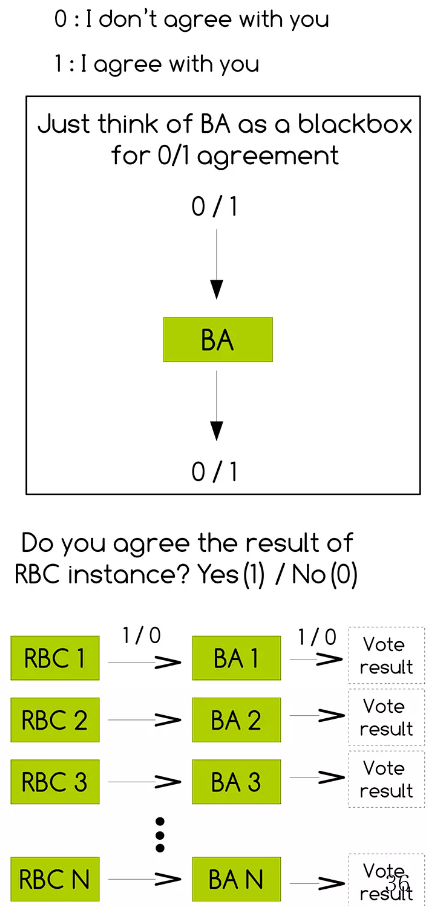 0 : I don't agree with you
1 : I agree with you
Just think of BA as a blackbox
for 0/1 agreement
0 / 1
BA
0 / 1
Do you agree the result of
RBC instance? Yes(1) / No(0)
1 / 0
1 / 0
RBC 1
BA 1
Vote
result
RBC 2
BA 2
Vote
result
RBC 3
BA 3
Vote
result
RBC N
BA N
Vote
result
36